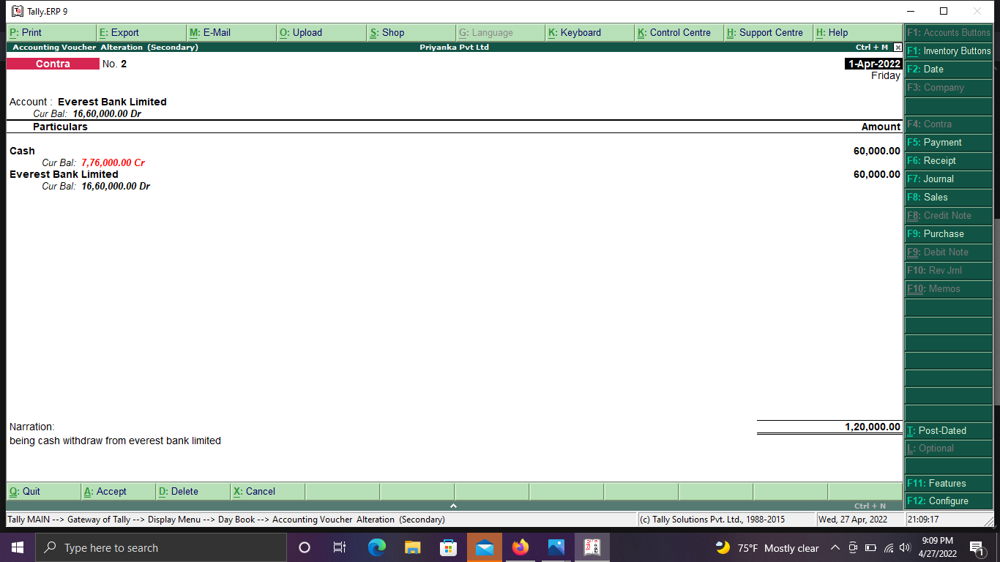 Tally.ERP 9
P: Print E: Export M: E-Mail O: Upload S: Shop G: Language K: Keyboard K: Control Centre H: Support Centre H: Help
Accounting Voucher Alteration (Secondary) Priyanka Pvt Ltd Ctrl + M
Contra No. 2 1-Apr-2022
Friday
Account : Everest Bank Limited
Cur Bal: 16,60,000.00 Dr
Particulars Amount
Cash 60,000.00
Cur Bal: 7,76,000.00 Cr
Everest Bank Limited 60,000.00
Cur Bal: 16,60,000.00 Dr
Narration: 1,20,000.00
being cash withdraw from everest bank limited
F1: Accounts Buttons
F1: Inventory Buttons
F2: Date
F3: Company
F4: Contra
F5: Payment
F6: Receipt
F7: Journal
F8: Sales
F8: Credit Note
F9: Purchase
F9: Debit Note
F10: Rev Jrnl
F10: Memos
T: Post-Dated
L: Optional
F11: Features
F12: Configure
Q: Quit A: Accept D: Delete X: Cancel
Ctrl + N
Tally MAIN --> Gateway of Tally --> Display Menu --> Day Book --> Accounting Voucher Alteration (Secondary) (c) Tally Solutions Pvt. Ltd., 1988-2015 Wed, 27 Apr, 2022 21:09:17
Type here to search 75°F Mostly clear 9:09 PM
4/27/2022
1
Tally
ERP 9